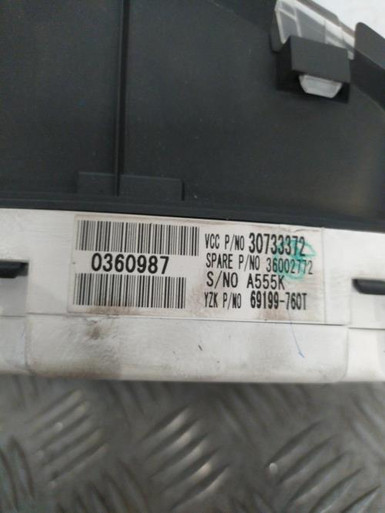 VCC P/NO 30733372
SPARE P/NO 36002772
0360987
S/NO A555K
YZK P/NO 69199-760T